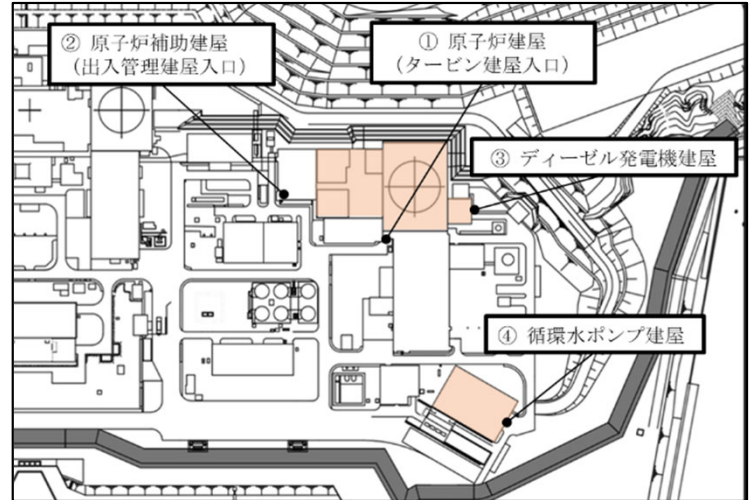 ② 原子炉補助建屋
（出入管理建屋入口）
① 原子炉建屋
（タービン建屋入口）
③ ディーゼル発電機建屋
④ 循環水ポンプ建屋